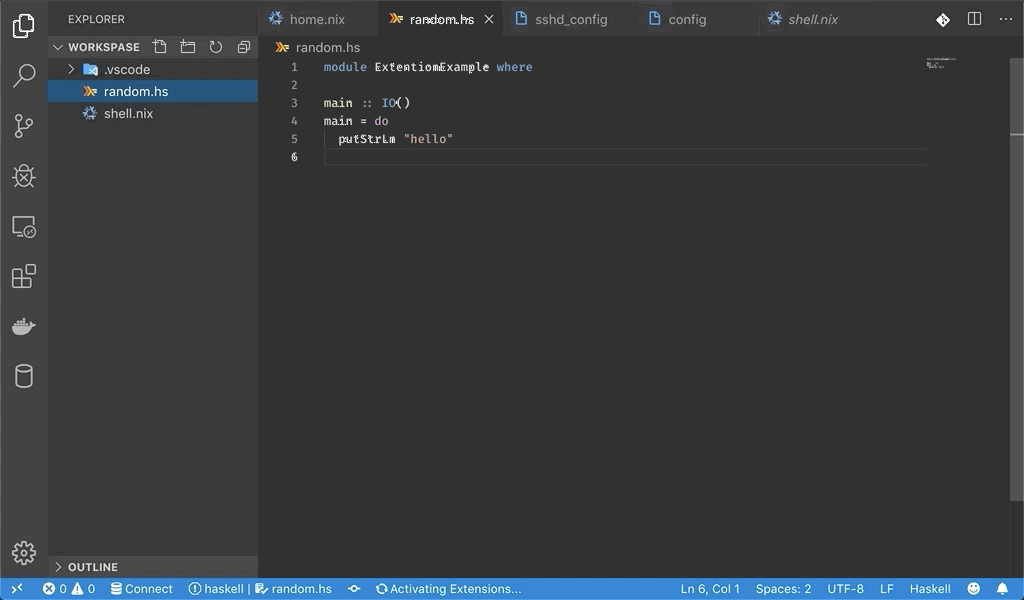 EXPLORER
home.nix
random.hs
sshd_config
config
shell.nix
WORKSPASE
.vscode
random.hs
shell.nix
random.hs
1 module ExtentionExample where
2
3 main :: IO()
4 main = do
5 putStrLn "hello"
6
OUTLINE
0 0 Connect haskell | random.hs Activating Extensions... Ln 6, Col 1 Spaces: 2 UTF-8 LF Haskell